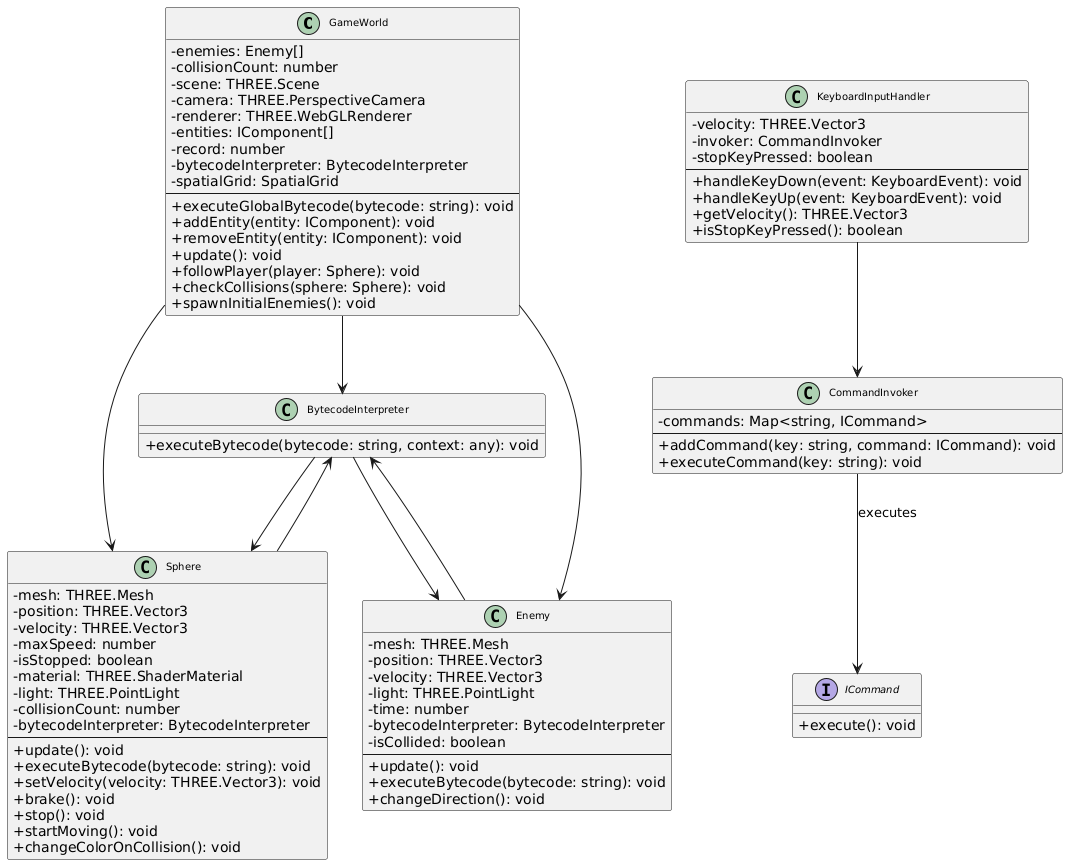 C GameWorld
-enemies: Enemy[]
-collisionCount: number
-scene: THREE.Scene
-camera: THREE.PerspectiveCamera
-renderer: THREE.WebGLRenderer
-entities: IComponent[]
-record: number
-bytecodeInterpreter: BytecodeInterpreter
-spatialGrid: SpatialGrid
+executeGlobalBytecode(bytecode: string): void
+addEntity(entity: IComponent): void
+removeEntity(entity: IComponent): void
+update(): void
+followPlayer(player: Sphere): void
+checkCollisions(sphere: Sphere): void
+spawnInitialEnemies(): void
C KeyboardInputHandler
-velocity: THREE.Vector3
-invoker: CommandInvoker
-stopKeyPressed: boolean
+handleKeyDown(event: KeyboardEvent): void
+handleKeyUp(event: KeyboardEvent): void
+getVelocity(): THREE.Vector3
+isStopKeyPressed(): boolean
C BytecodeInterpreter
+executeBytecode(bytecode: string, context: any): void
C CommandInvoker
-commands: Map<string, ICommand>
+addCommand(key: string, command: ICommand): void
+executeCommand(key: string): void
executes
C Sphere
-mesh: THREE.Mesh
-position: THREE.Vector3
-velocity: THREE.Vector3
-maxSpeed: number
-isStopped: boolean
-material: THREE.ShaderMaterial
-light: THREE.PointLight
-collisionCount: number
-bytecodeInterpreter: BytecodeInterpreter
+update(): void
+executeBytecode(bytecode: string): void
+setVelocity(velocity: THREE.Vector3): void
+brake(): void
+stop(): void
+startMoving(): void
+changeColorOnCollision(): void
C Enemy
-mesh: THREE.Mesh
-position: THREE.Vector3
-velocity: THREE.Vector3
-light: THREE.PointLight
-time: number
-bytecodeInterpreter: BytecodeInterpreter
-isCollided: boolean
+update(): void
+executeBytecode(bytecode: string): void
+changeDirection(): void
I ICommand
+execute(): void